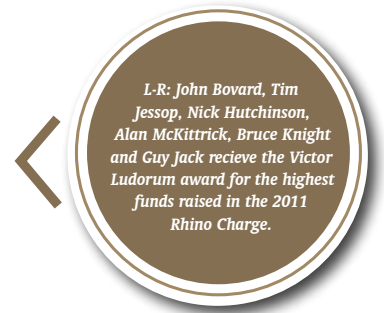 L-R: John Bovard, Tim
Jessop, Nick Hutchinson,
Alan McKittrick, Bruce Knight
and Guy Jack recieve the Victor
Ludorum award for the highest
funds raised in the 2011
Rhino Charge.